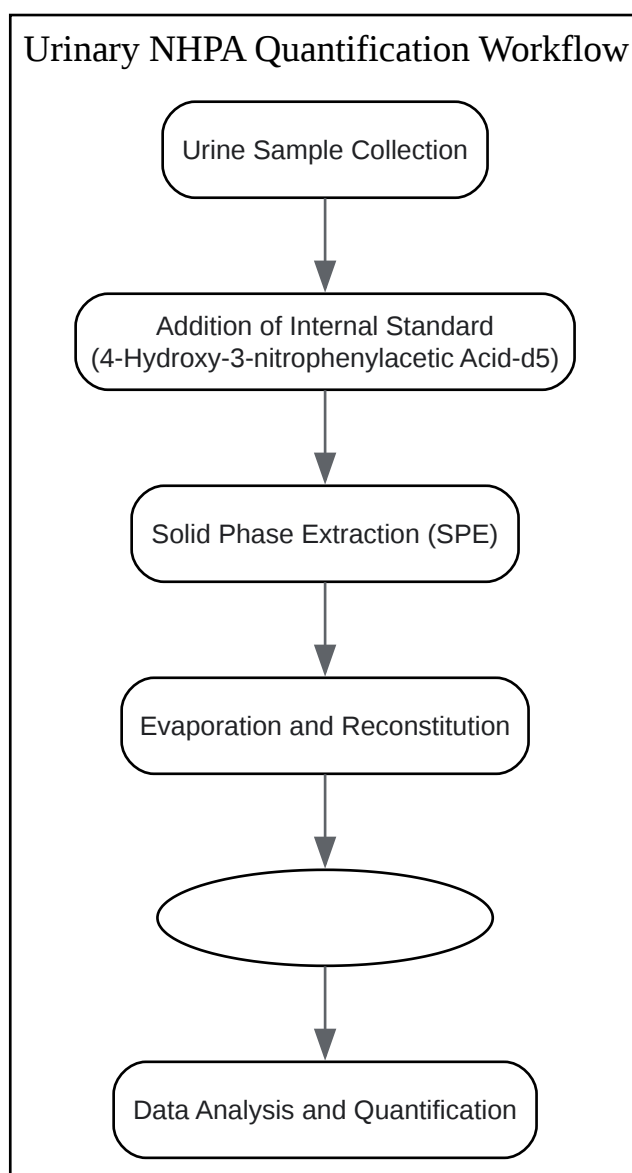 Urinary NHPA Quantification Workflow
Urine Sample Collection
Addition of Internal Standard
(4-Hydroxy-3-nitrophenylacetic Acid-d5)
Solid Phase Extraction (SPE)
Evaporation and Reconstitution
Data Analysis and Quantification